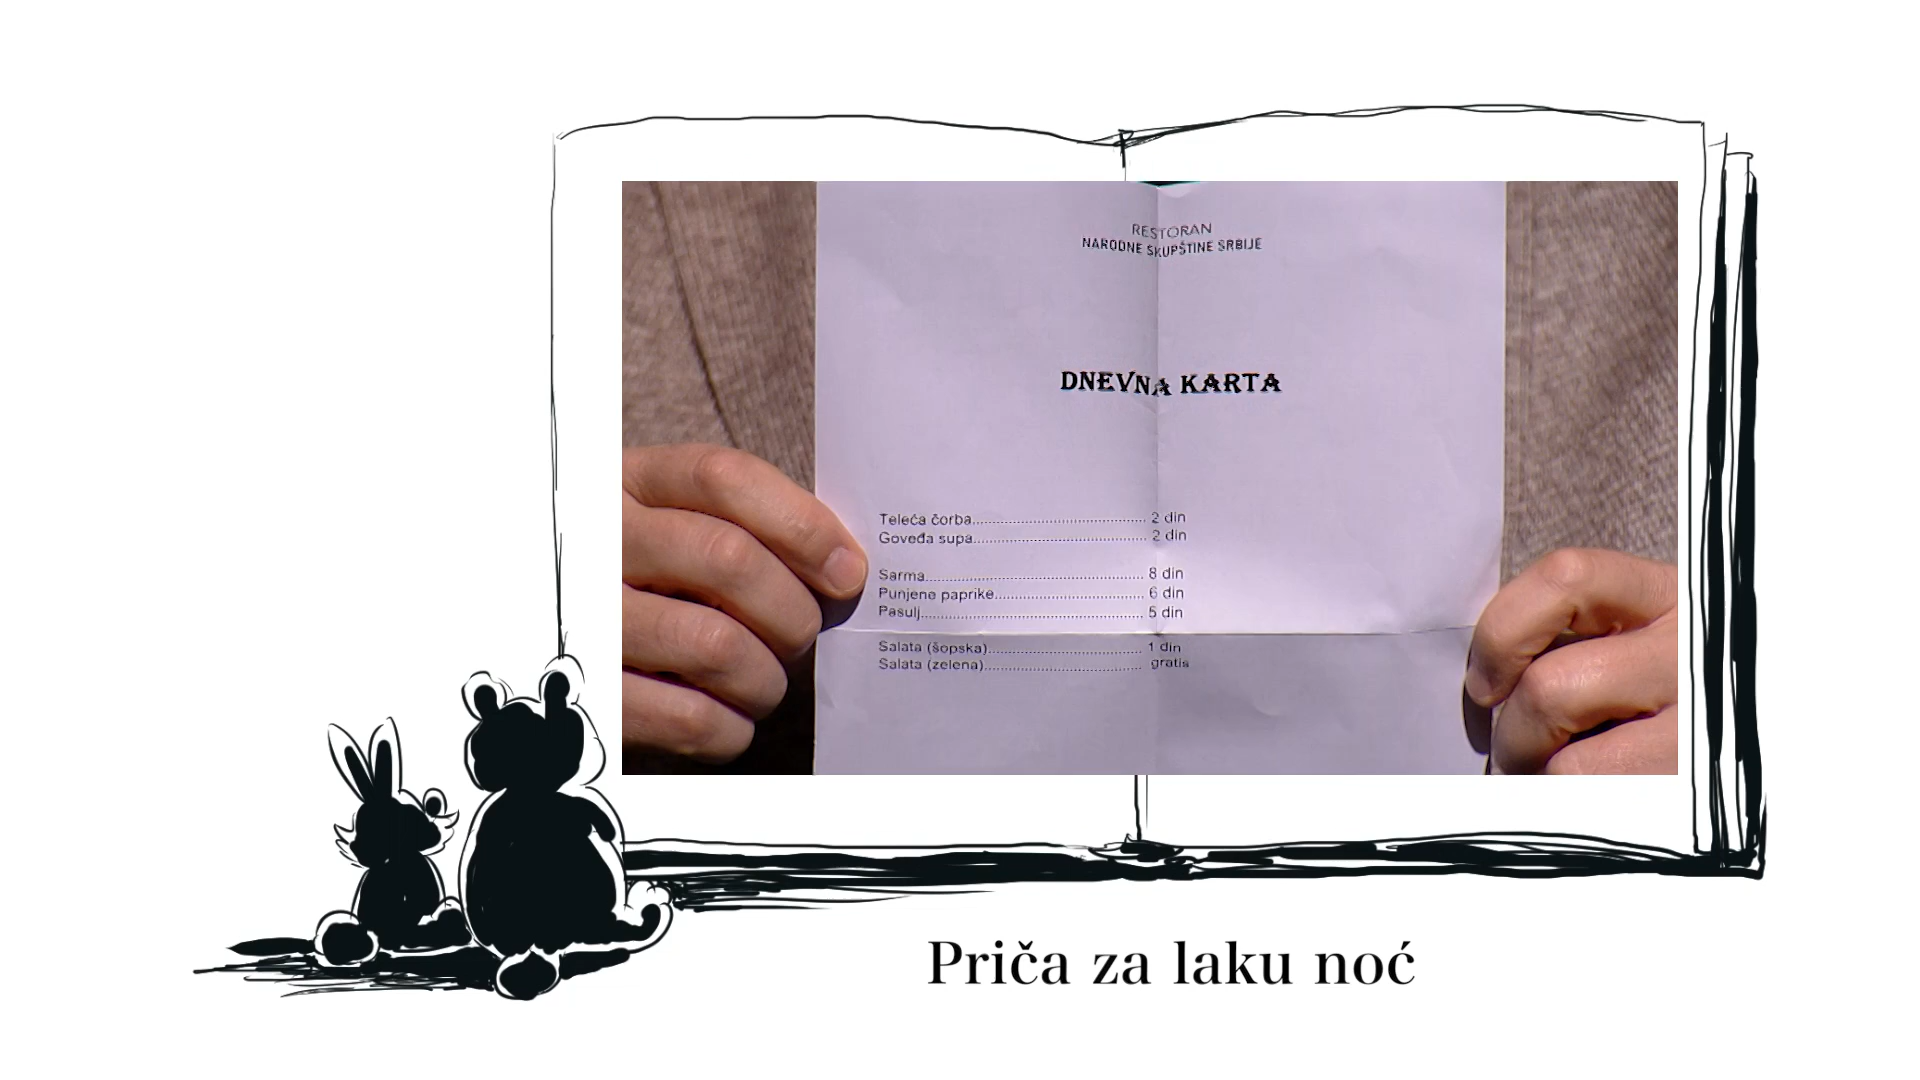 RESTORAN
NARODNE SKUPŠTINE SRBIJE
DNEVNA KARTA
Teleća čorba........................................ 2 din
Goveđa supa........................................ 2 din
Sarma.................................................. 8 din
Punjene paprike................................... 6 din
Pasulj................................................... 5 din
Salata (šopska)................................... 1 din
Salata (zelena).................................... gratis
Priča za laku noć